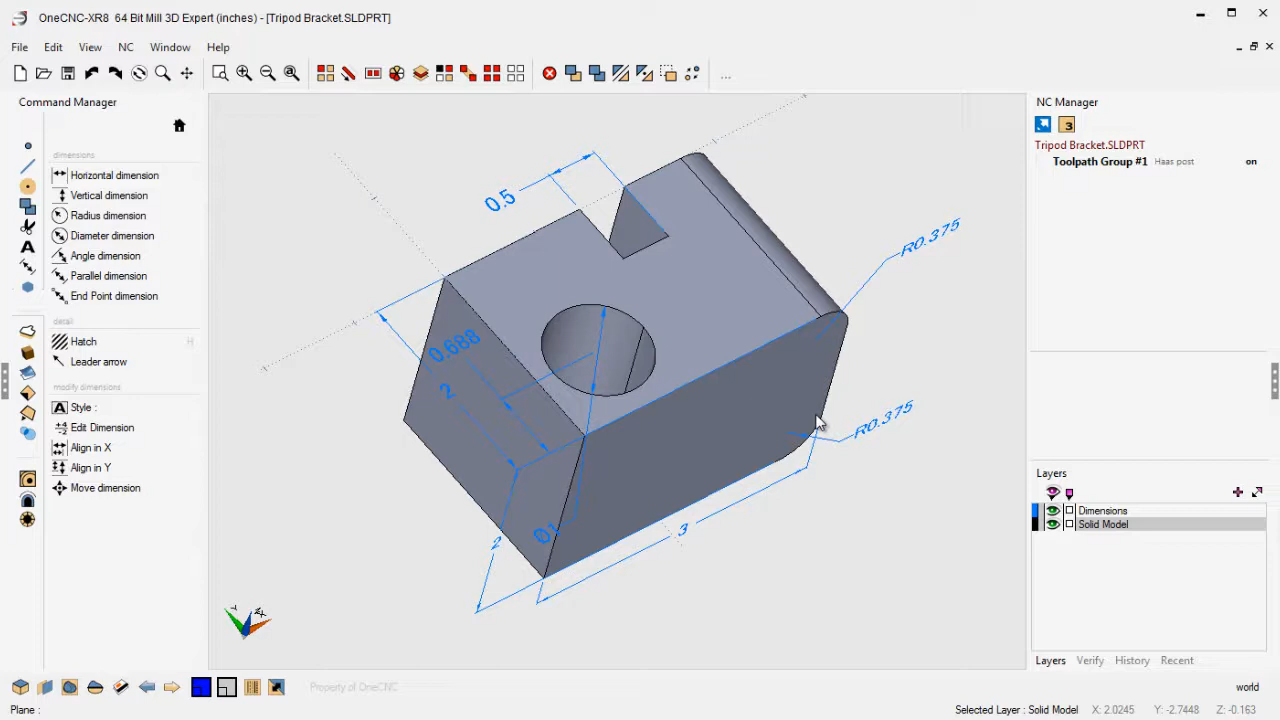 OneCNC-XR8  64 Bit Mill 3D Expert (inches) - [Tripod Bracket.SLDPRT]
File Edit View NC Window Help
Command Manager
NC Manager
3
Tripod Bracket.SLDPRT
Toolpath Group #1 Haas post on
dimensions
Horizontal dimension
Vertical dimension
Radius dimension
Diameter dimension
Angle dimension
Parallel dimension
End Point dimension
detail
Hatch H
Leader arrow
modify dimensions
A Style :
Edit Dimension
Align in X
Align in Y
Move dimension
0.5
R0.375
0.688
2
R0.375
Ø1
3
2
Layers
Dimensions
Solid Model
Layers Verify History Recent
Property of OneCNC
world
Plane :
Selected Layer : Solid Model X: 2.0245 Y: -2.7448 Z: -0.163